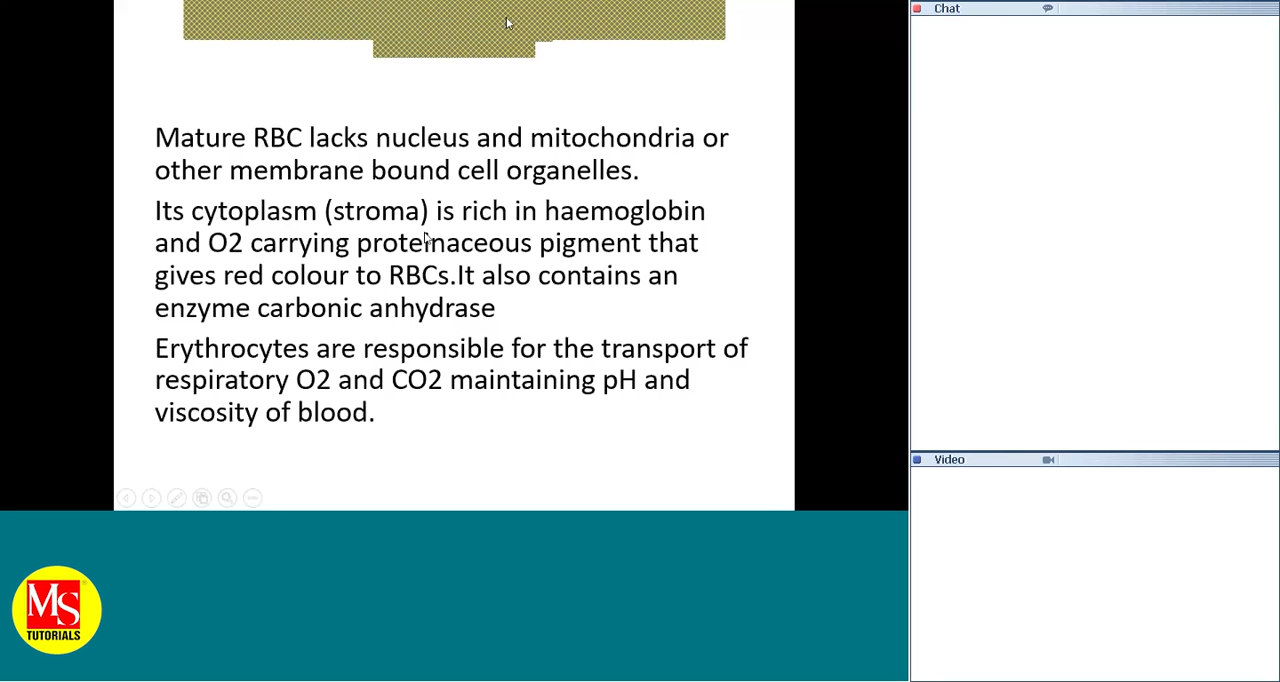 Chat
Mature RBC lacks nucleus and mitochondria or
other membrane bound cell organelles.
Its cytoplasm (stroma) is rich in haemoglobin
and O2 carrying proteinaceous pigment that
gives red colour to RBCs.It also contains an
enzyme carbonic anhydrase
Erythrocytes are responsible for the transport of
respiratory O2 and CO2 maintaining pH and
viscosity of blood.
Video
MS
TUTORIALS